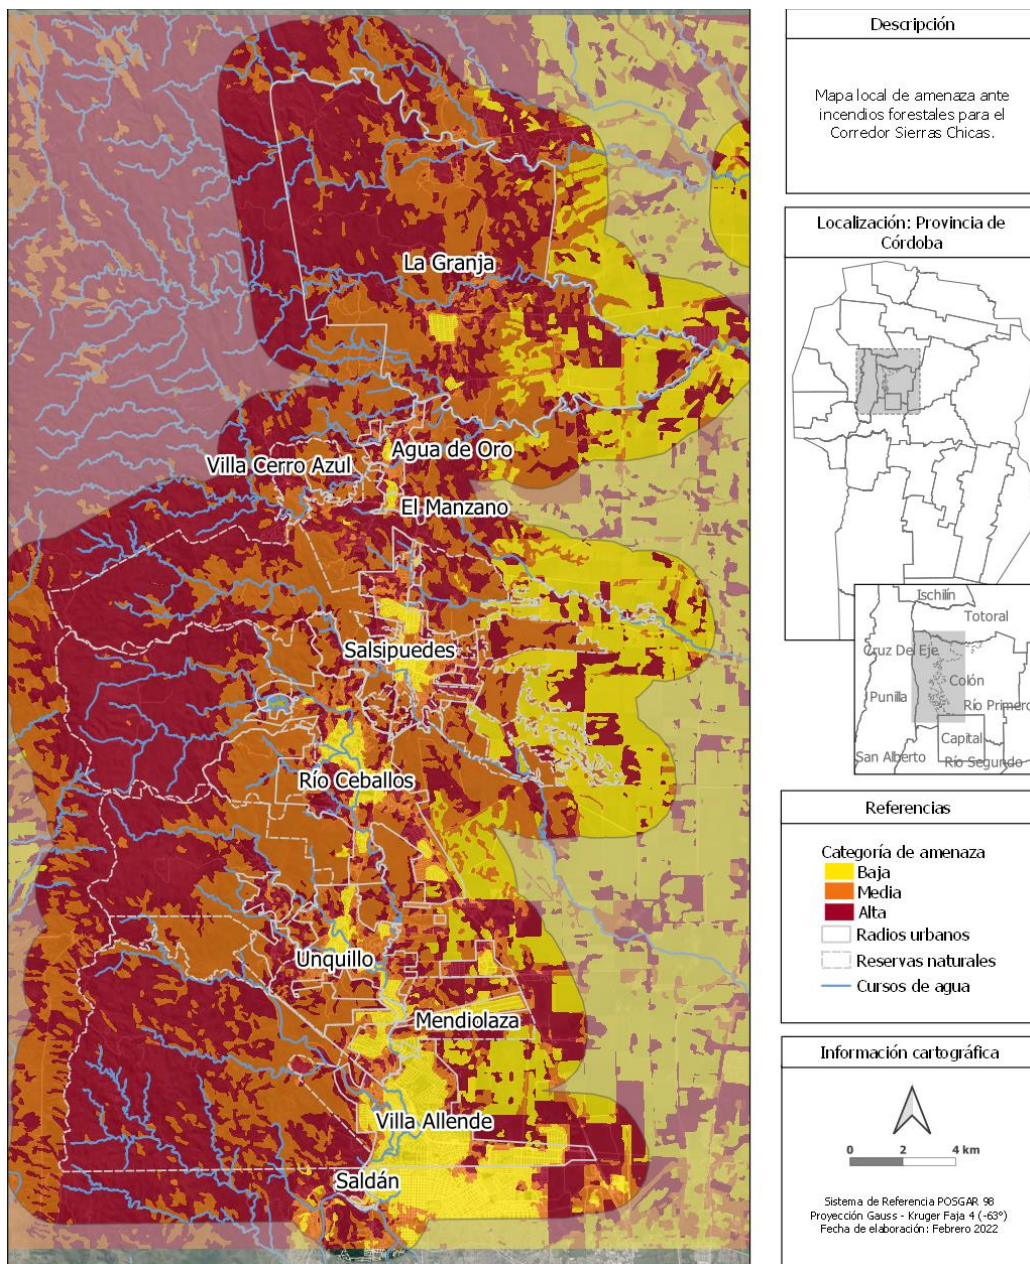 La Granja
Agua de Oro
Villa Cerro Azul
El Manzano
Salsipuedes
Río Ceballos
Unquillo
Mendiolaza
Villa Allende
Saldán
Descripción
Mapa local de amenaza ante
incendios forestales para el
Corredor Sierras Chicas.
Localización: Provincia de
Córdoba
Ischilín
Totoral
Cruz Del Eje
Colón
Punilla
Río Primero
Capital
San Alberto
Río Segundo
Referencias
Categoría de amenaza
Baja
Media
Alta
Radios urbanos
Reservas naturales
Cursos de agua
Información cartográfica
0 2 4 km
Sistema de Referencia POSGAR 98
Proyección Gauss - Kruger Faja 4 (-63°)
Fecha de elaboración: Febrero 2022